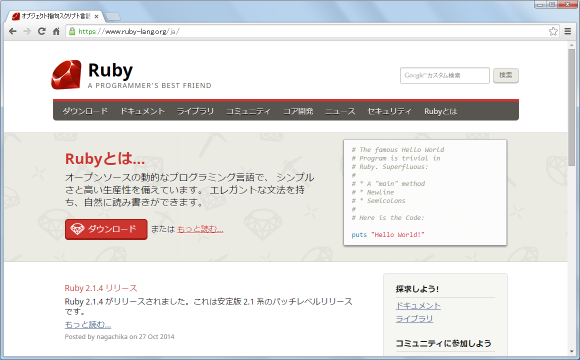 オブジェクト指向スクリプト言語
https://www.ruby-lang.org/ja/
Ruby
A PROGRAMMER'S BEST FRIEND
Google カスタム検索
検索
ダウンロード ドキュメント ライブラリ コミュニティ コア開発 ニュース セキュリティ Rubyとは
Rubyとは...
オープンソースの動的なプログラミング言語で、 シンプル
さと高い生産性を備えています。 エレガントな文法を持
ち、自然に読み書きができます。
ダウンロード または もっと読む...
# The famous Hello World
# Program is trivial in
# Ruby. Superfluous:
#
# * A "main" method
# * Newline
# * Semicolons
#
# Here is the Code:
puts "Hello World!"
Ruby 2.1.4 リリース
Ruby 2.1.4 がリリースされました。これは安定版 2.1 系のパッチレベルリリース
です。
もっと読む...
Posted by nagachika on 27 Oct 2014
探求しよう!
ドキュメント
ライブラリ
コミュニティに参加しよう